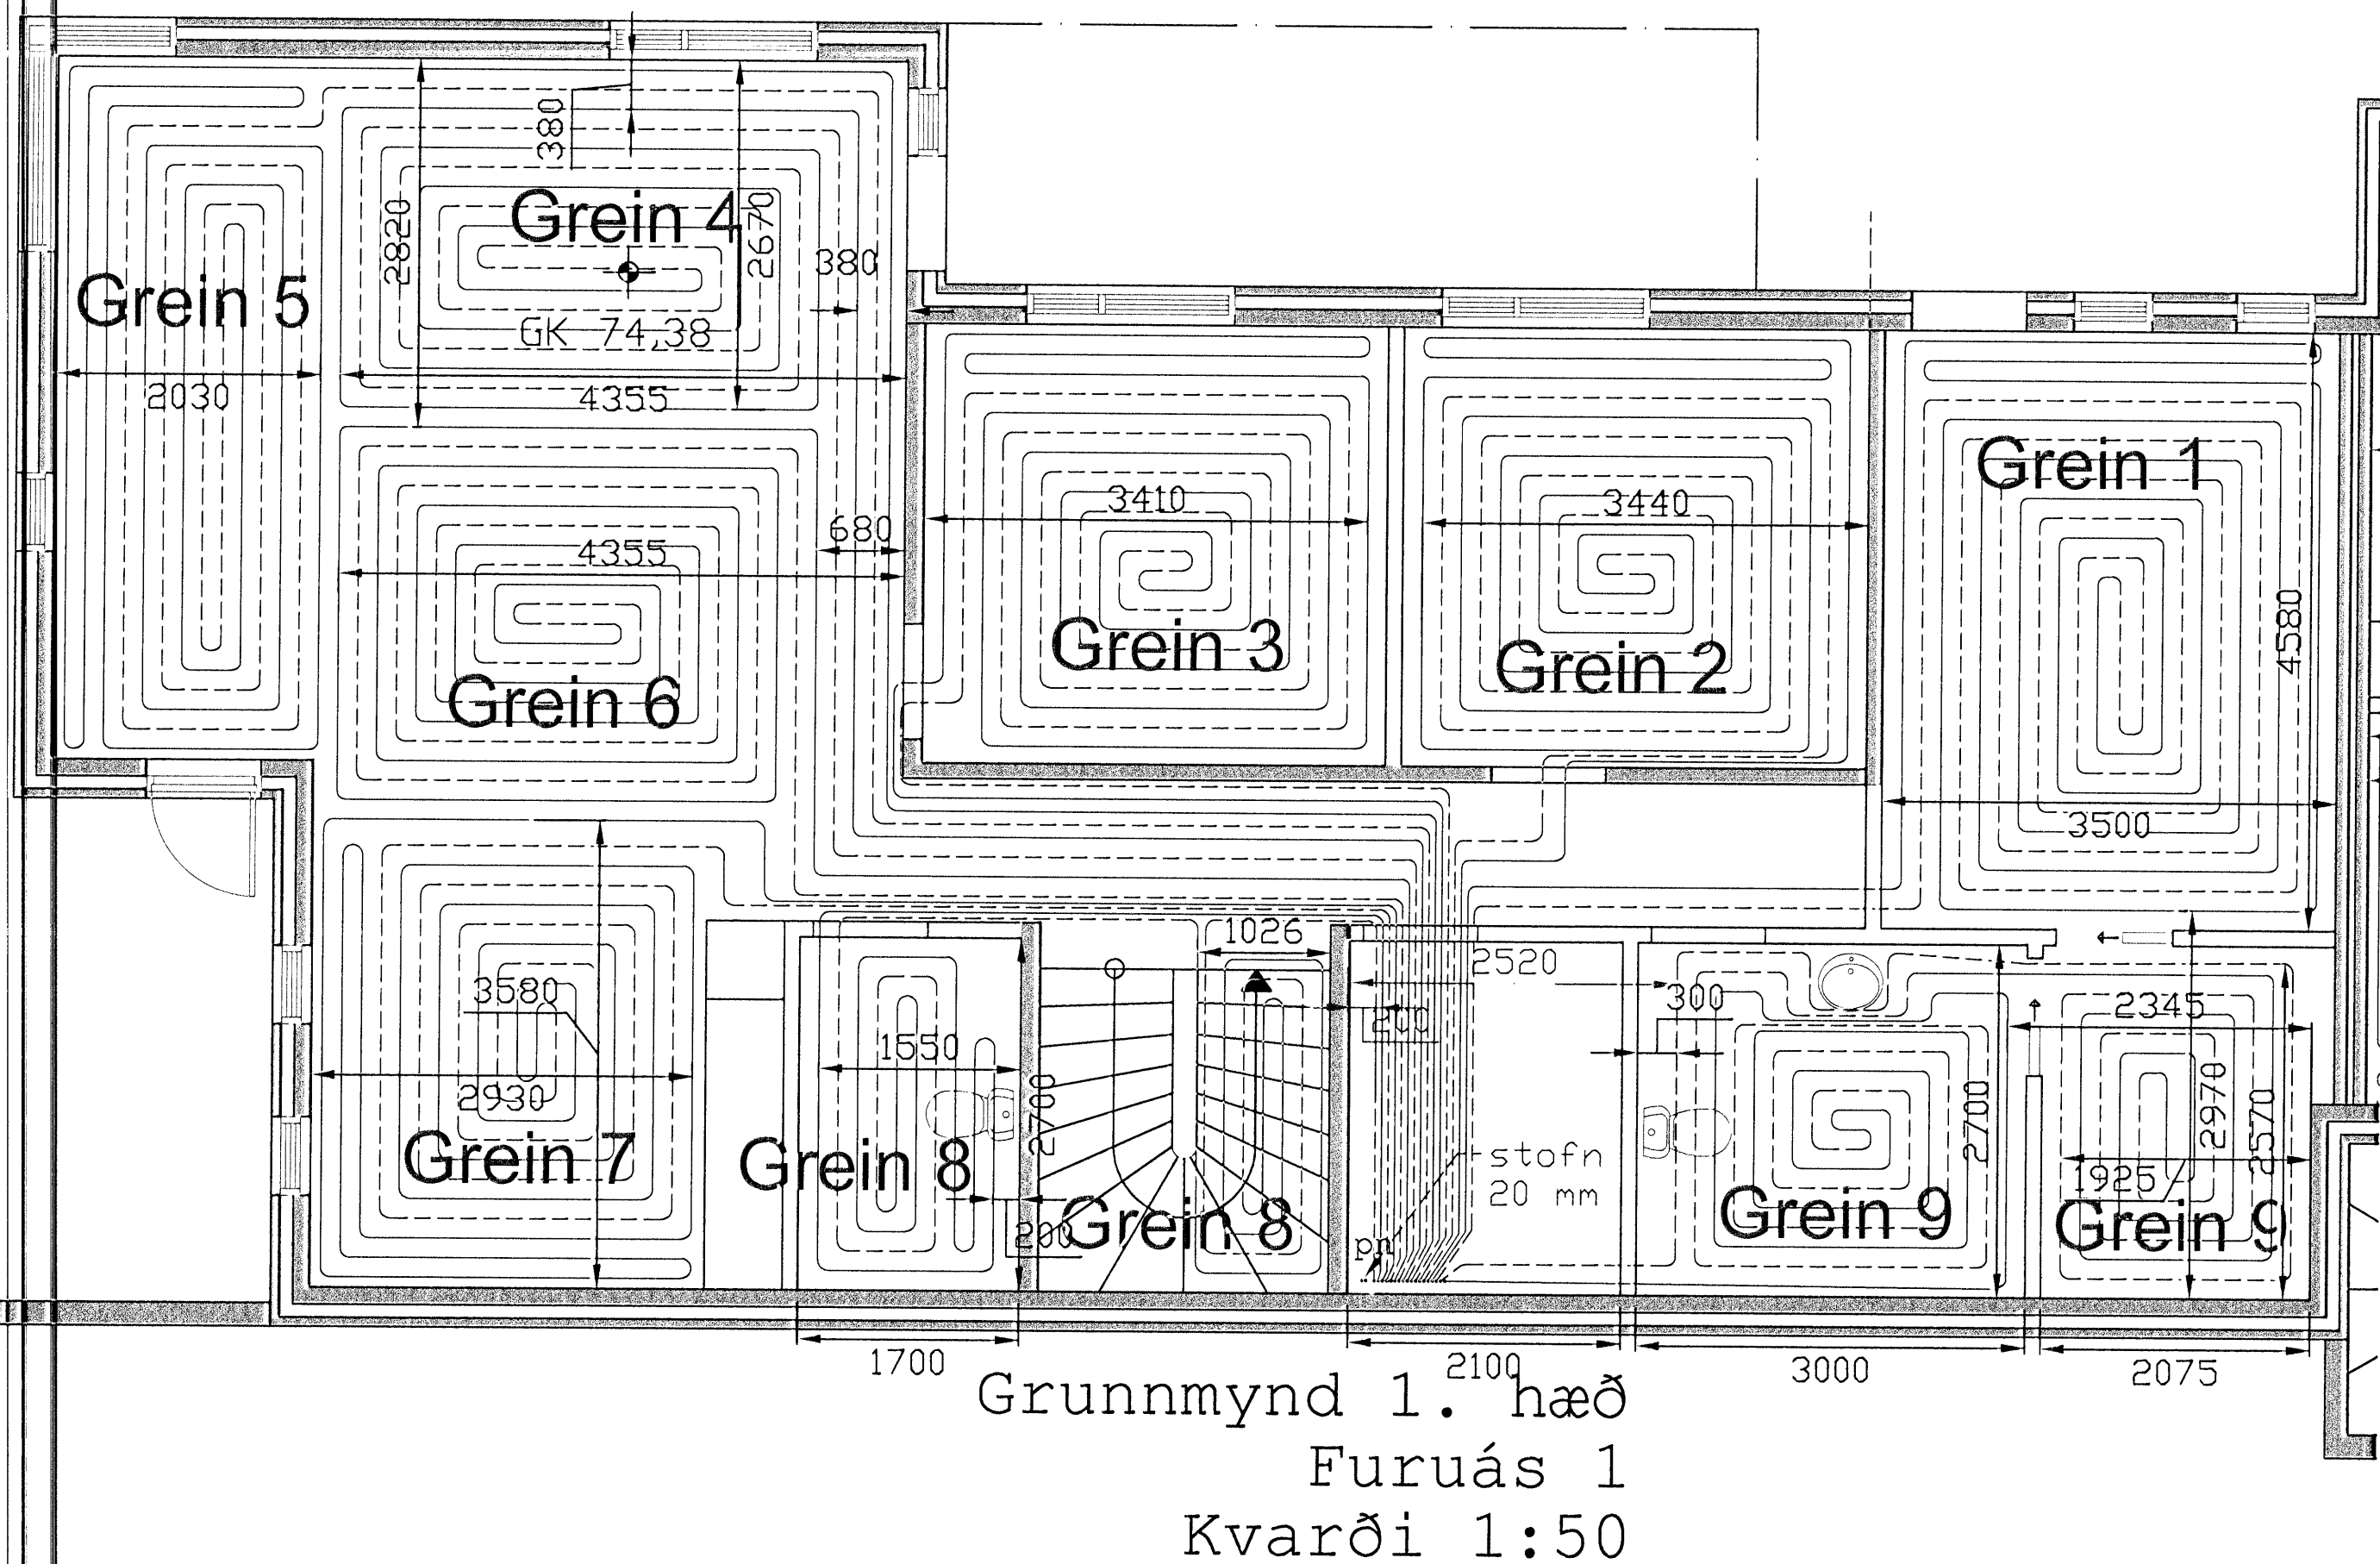 380
Grein 4
2820
2670
380
Grein 5
GK 74,38
2030
4355
Grein 1
3410
3440
680
4355
4580
Grein 3
Grein 2
Grein 6
3500
1026
2520
3580
300
2345
200
1550
2930
2700
2700
2970
2570
Grein 7
Grein 8
stofn
20 mm
1925
Grein 9
Grein 9
200
Grein 8
pn
1700
2100
3000
2075
Grunnmynd 1. hæð
Furuás 1
Kvarði 1:50